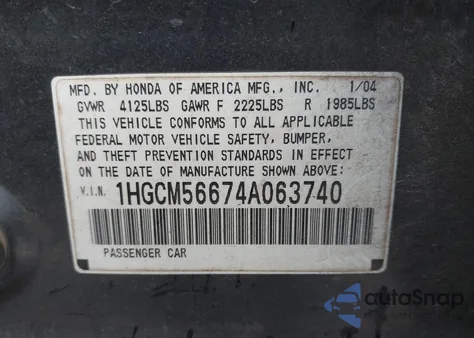 MFD. BY HONDA OF AMERICA MFG., INC. 1/04
GVWR 4125LBS GAWR F 2225LBS R 1985LBS
THIS VEHICLE CONFORMS TO ALL APPLICABLE
FEDERAL MOTOR VEHICLE SAFETY, BUMPER,
AND THEFT PREVENTION STANDARDS IN EFFECT
ON THE DATE OF MANUFACTURE SHOWN ABOVE.
V.I.N. 1HGCM56674A063740
PASSENGER CAR
autoSnap